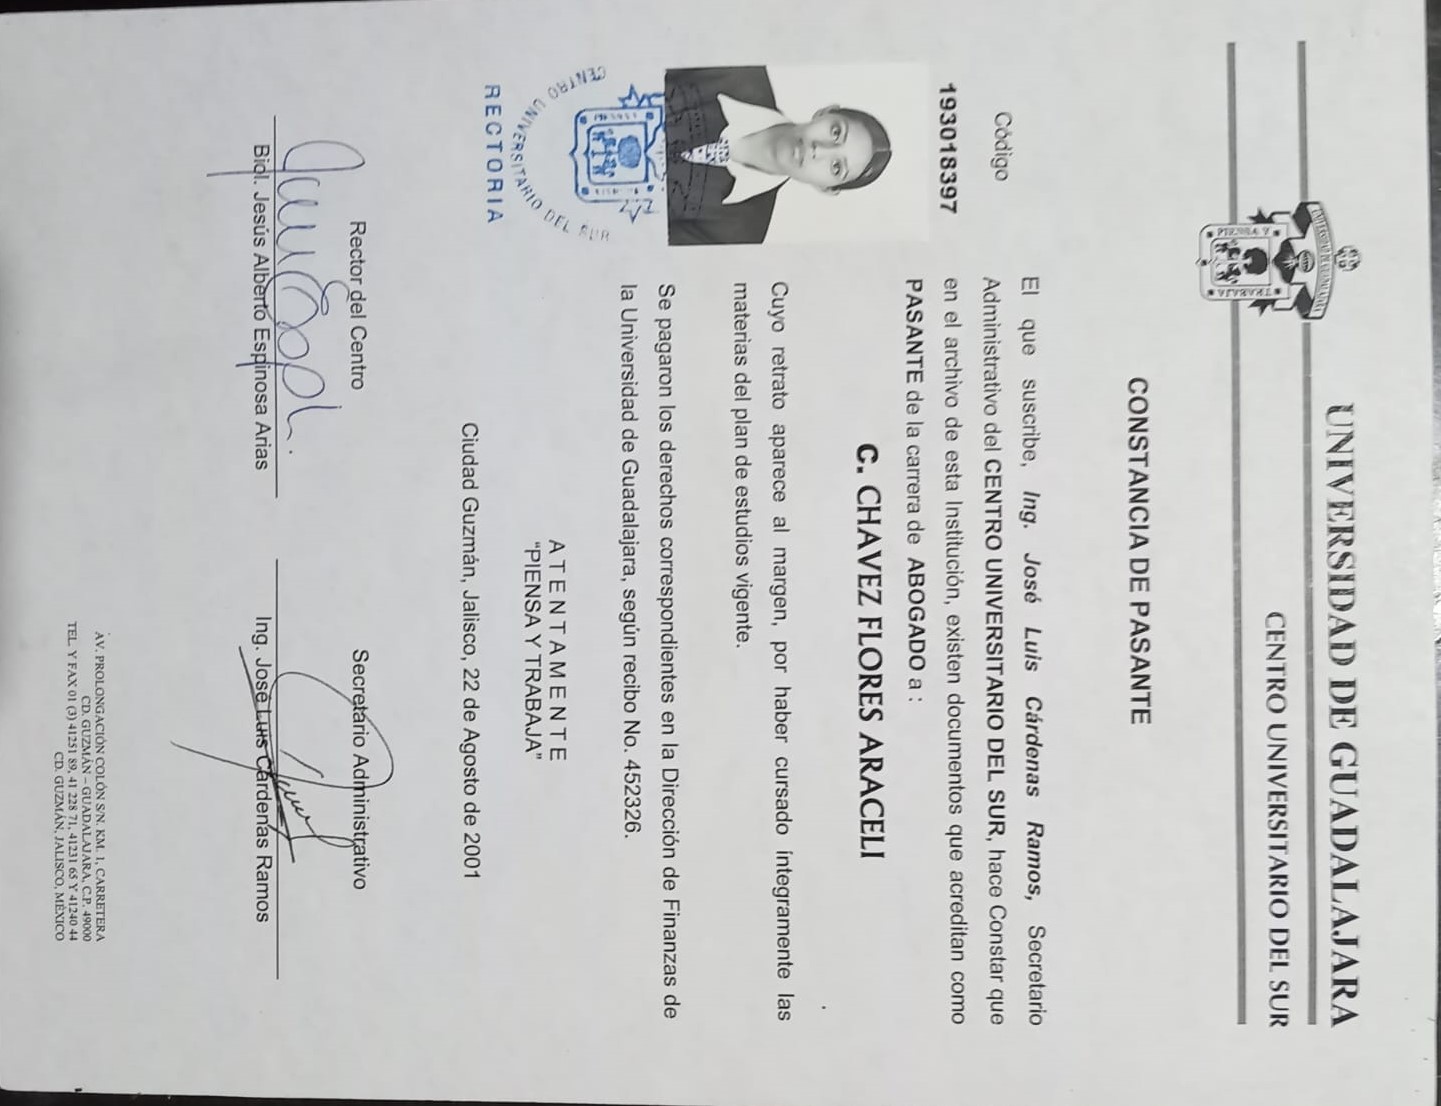 UNIVERSIDAD DE GUADALAJARA
UNIVERSIDAD DE GUADALAJARA
PIENSA Y
TRABAJA
CENTRO UNIVERSITARIO DEL SUR
CONSTANCIA DE PASANTE
Código
193018397
El que suscribe, Ing. José Luis Cárdenas Ramos, Secretario
Administrativo del CENTRO UNIVERSITARIO DEL SUR, hace Constar que
en el archivo de esta Institución, existen documentos que acreditan como
PASANTE de la carrera de ABOGADO a :
C. CHAVEZ FLORES ARACELI
Cuyo retrato aparece al margen, por haber cursado íntegramente las
materias del plan de estudios vigente.
Se pagaron los derechos correspondientes en la Dirección de Finanzas de
la Universidad de Guadalajara, según recibo No. 452326.
CENTRO UNIVERSITARIO DEL SUR
RECTORIA
ATENTAMENTE
“PIENSA Y TRABAJA”
Ciudad Guzmán, Jalisco, 22 de Agosto de 2001
Rector del Centro
Biol. Jesús Alberto Espinosa Arias
Secretario Administrativo
Ing. José Luis Cárdenas Ramos
AV. PROLONGACIÓN COLÓN S/N. KM. 1, CARRETERA
CD. GUZMÁN – GUADALAJARA, C.P. 49000
TEL. Y FAX 01 (3) 41251 89, 41 228 71, 41231 65 Y 41240 44
CD. GUZMÁN, JALISCO, MÉXICO